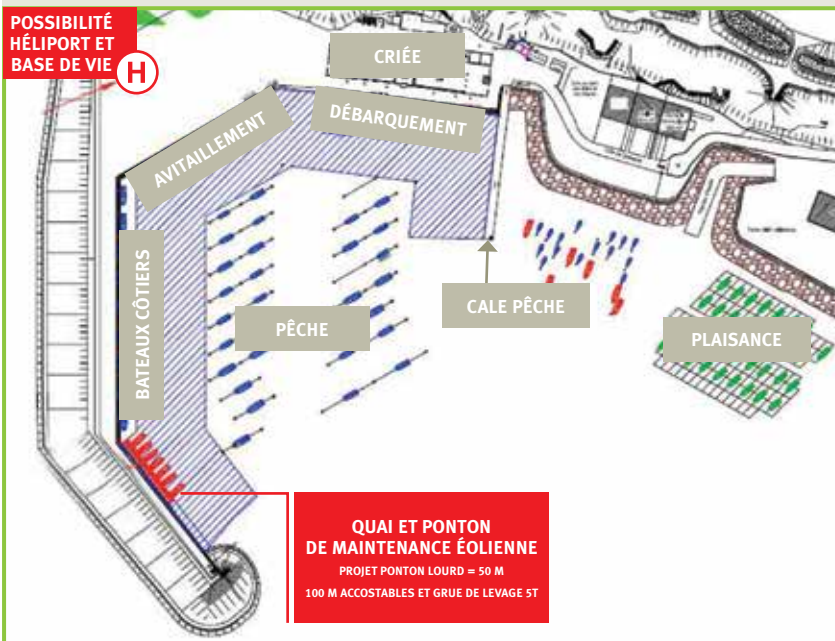 POSSIBILITÉ
HÉLIPORT ET
BASE DE VIE
H
CRIÉE
DÉBARQUEMENT
AVITAILLEMENT
BATEAUX CÔTIERS
PÊCHE
CALE PÊCHE
PLAISANCE
QUAI ET PONTON
DE MAINTENANCE ÉOLIENNE
PROJET PONTON LOURD = 50 M
100 M ACCOSTABLES ET GRUE DE LEVAGE 5T